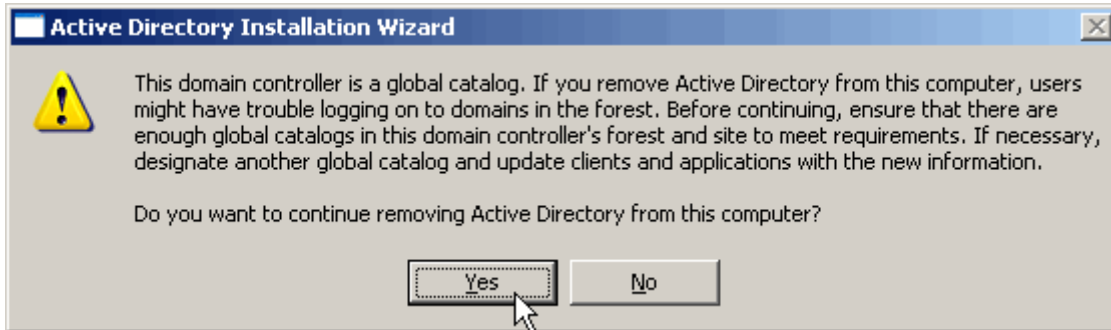 Active Directory Installation Wizard
This domain controller is a global catalog. If you remove Active Directory from this computer, users
might have trouble logging on to domains in the forest. Before continuing, ensure that there are
enough global catalogs in this domain controller's forest and site to meet requirements. If necessary,
designate another global catalog and update clients and applications with the new information.
Do you want to continue removing Active Directory from this computer?
Yes No